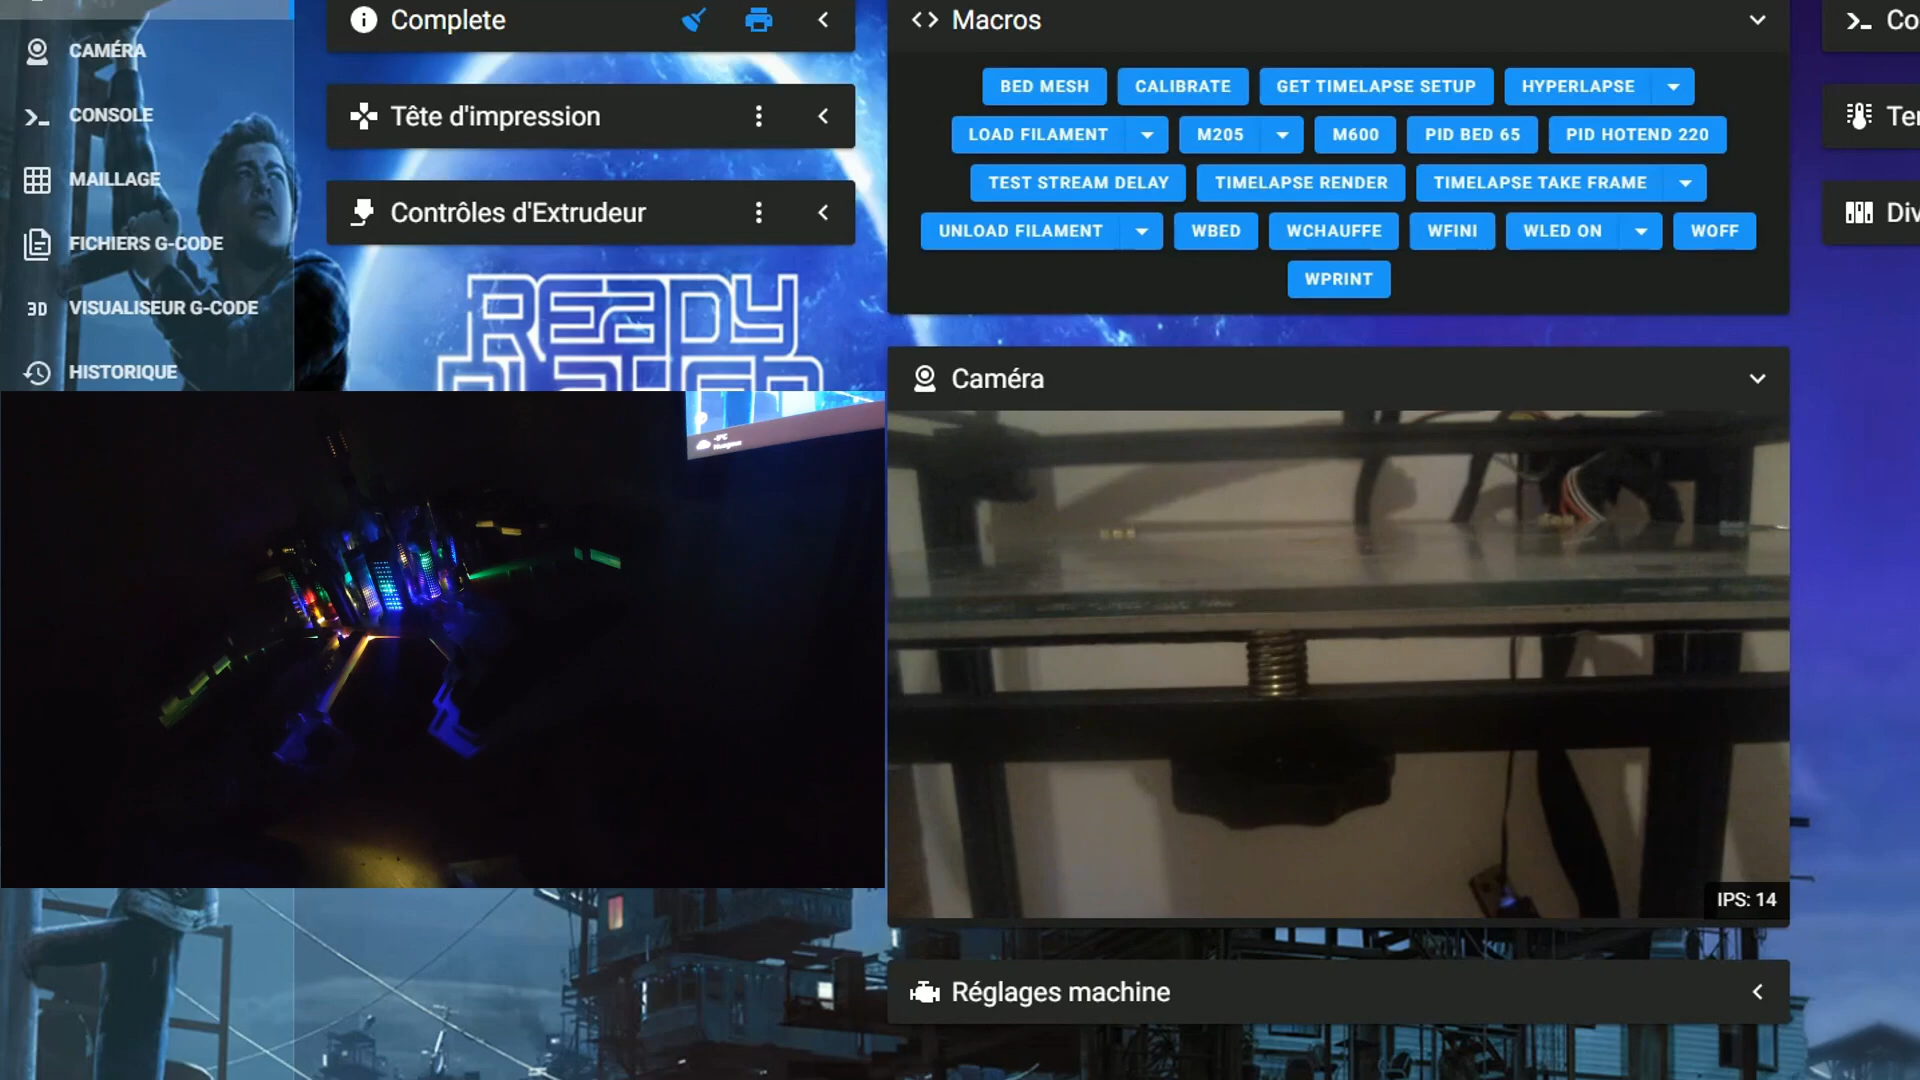 CAMÉRA
CONSOLE
MAILLAGE
FICHIERS G-CODE
3D VISUALISEUR G-CODE
HISTORIQUE
Complete
Tête d'impression
Contrôles d'Extrudeur
READY
PLAYER
Macros
BED MESH CALIBRATE GET TIMELAPSE SETUP HYPERLAPSE
LOAD FILAMENT M205 M600 PID BED 65 PID HOTEND 220
TEST STREAM DELAY TIMELAPSE RENDER TIMELAPSE TAKE FRAME
UNLOAD FILAMENT WBED WCHAUFFE WFINI WLED ON WOFF
WPRINT
Caméra
IPS: 14
Réglages machine
Co
Te
Div